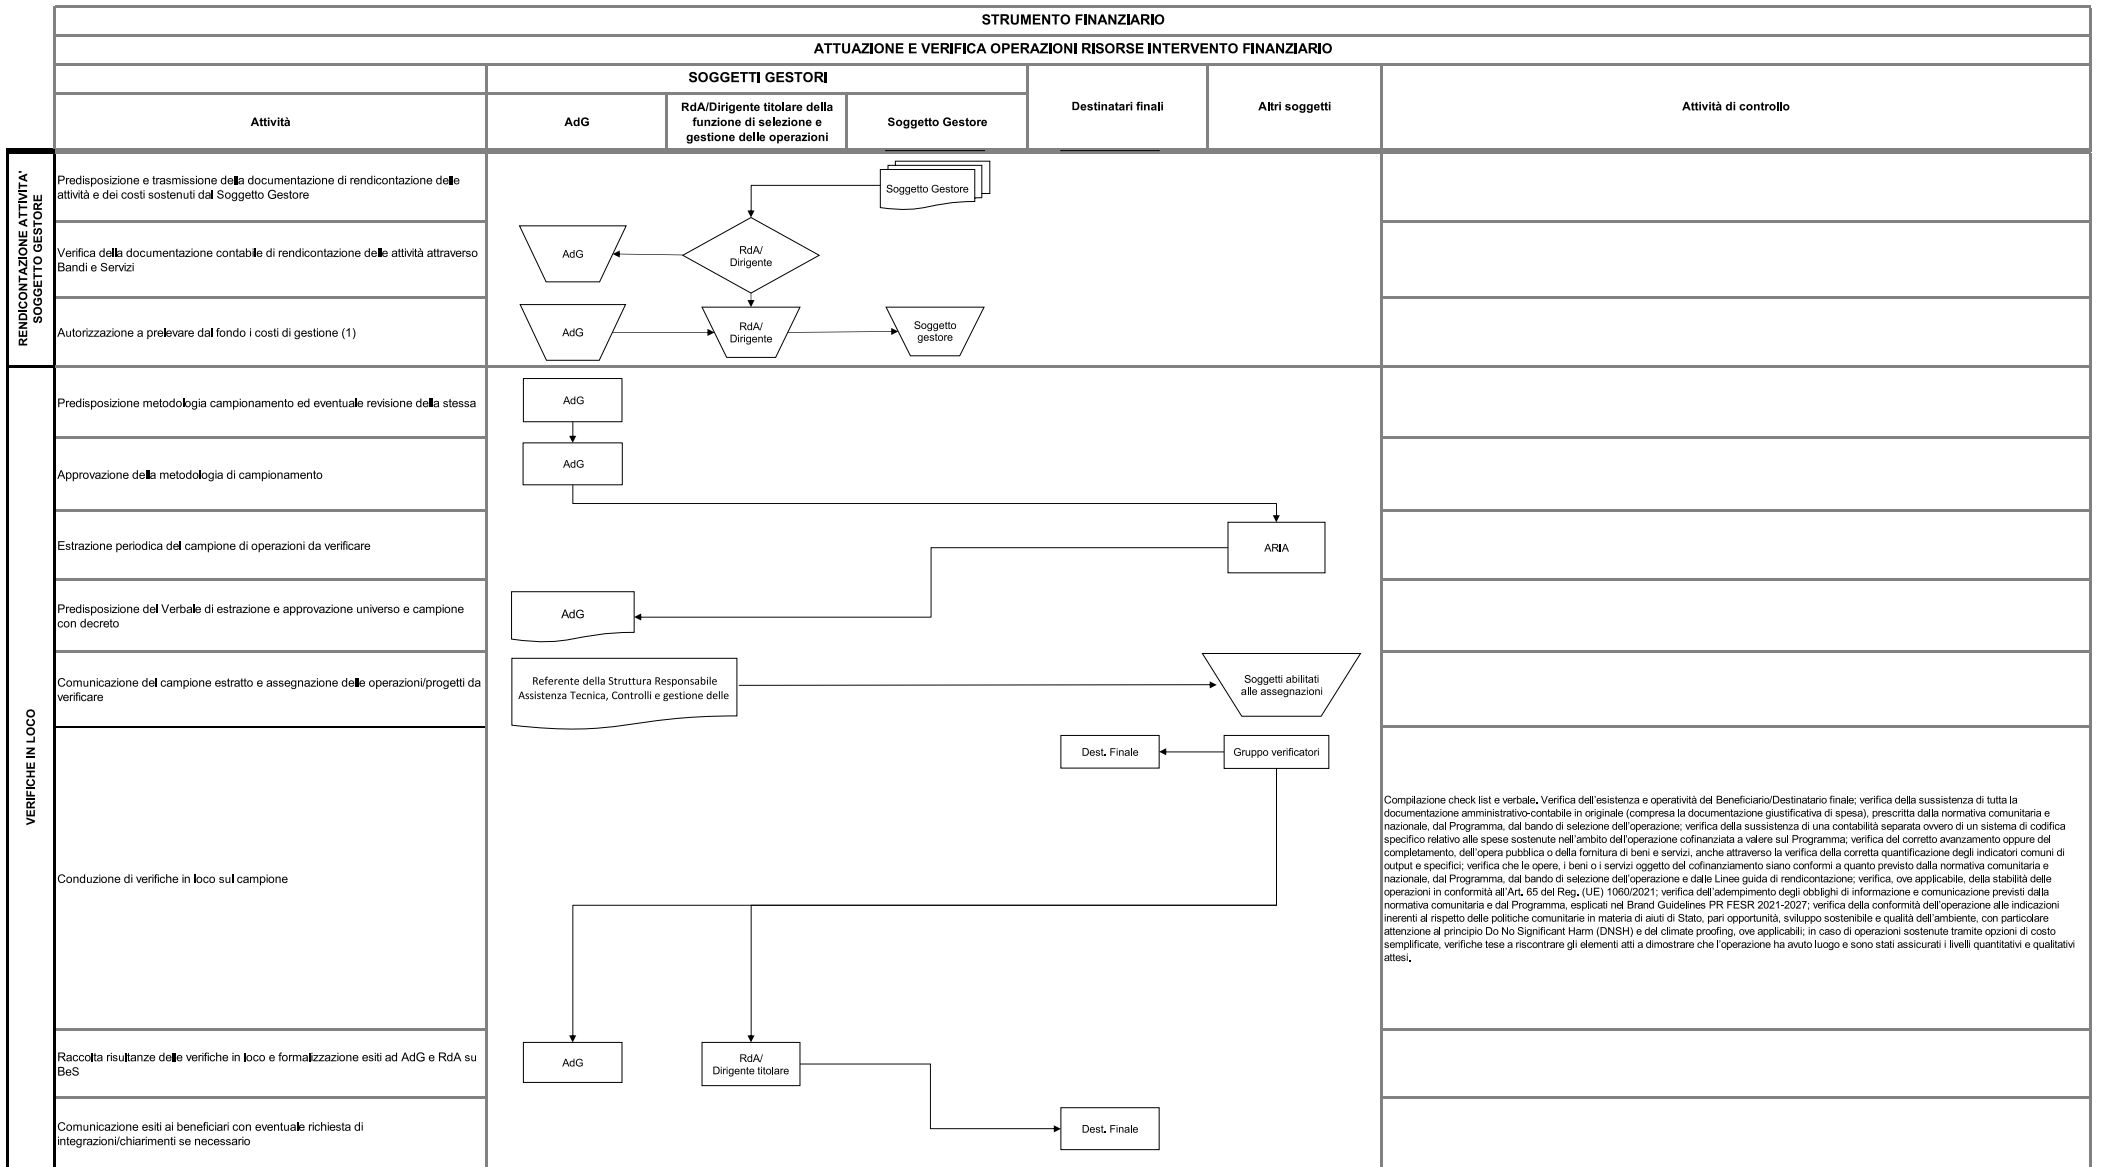 STRUMENTO FINANZIARIO
ATTUAZIONE E VERIFICA OPERAZIONI RISORSE INTERVENTO FINANZIARIO
SOGGETTI GESTORI
Attività
AdG
RdA/Dirigente titolare della
funzione di selezione e
gestione delle operazioni
Soggetto Gestore
Destinatari finali
Altri soggetti
Attività di controllo
RENDICONTAZIONE ATTIVITA'
SOGGETTO GESTORE
Predisposizione e trasmissione della documentazione di rendicontazione delle
attività e dei costi sostenuti dal Soggetto Gestore
Soggetto Gestore
Verifica della documentazione contabile di rendicontazione delle attività attraverso
Bandi e Servizi
AdG
RdA/
Dirigente
Autorizzazione a prelevare dal fondo i costi di gestione (1)
AdG
RdA/
Dirigente
Soggetto
gestore
VERIFICHE IN LOCO
Predisposizione metodologia campionamento ed eventuale revisione della stessa
AdG
Approvazione della metodologia di campionamento
AdG
Estrazione periodica del campione di operazioni da verificare
ARIA
Predisposizione del Verbale di estrazione e approvazione universo e campione
con decreto
AdG
Comunicazione del campione estratto e assegnazione delle operazioni/progetti da
verificare
Referente della Struttura Responsabile
Assistenza Tecnica, Controlli e gestione delle
Soggetti abilitati
alle assegnazioni
Conduzione di verifiche in loco sul campione
Dest. Finale
Gruppo verificatori
Compilazione check list e verbale. Verifica dell'esistenza e operatività del Beneficiario/Destinatario finale; verifica della sussistenza di tutta la
documentazione amministrativo-contabile in originale (compresa la documentazione giustificativa di spesa), prescritta dalla normativa comunitaria e
nazionale, dal Programma, dal bando di selezione dell'operazione; verifica della sussistenza di una contabilità separata ovvero di un sistema di codifica
specifico relativo alle spese sostenute nell'ambito dell'operazione cofinanziata a valere sul Programma; verifica del corretto avanzamento oppure del
completamento, dell'opera pubblica o della fornitura di beni e servizi, anche attraverso la verifica della corretta quantificazione degli indicatori comuni di
output e specifici; verifica che le opere, i beni o i servizi oggetto del cofinanziamento siano conformi a quanto previsto dalla normativa comunitaria e
nazionale, dal Programma, dal bando di selezione dell'operazione e dalle Linee guida di rendicontazione; verifica, ove applicabile, della stabilità delle
operazioni in conformità all'Art. 65 del Reg. (UE) 1060/2021; verifica dell'adempimento degli obblighi di informazione e comunicazione previsti dalla
normativa comunitaria e dal Programma, esplicati nel Brand Guidelines PR FESR 2021-2027; verifica della conformità dell'operazione alle indicazioni
inerenti al rispetto delle politiche comunitarie in materia di aiuti di Stato, pari opportunità, sviluppo sostenibile e qualità dell'ambiente, con particolare
attenzione al principio Do No Significant Harm (DNSH) e del climate proofing, ove applicabili; in caso di operazioni sostenute tramite opzioni di costo
semplificate, verifiche tese a riscontrare gli elementi atti a dimostrare che l'operazione ha avuto luogo e sono stati assicurati i livelli quantitativi e qualitativi
attesi.
Raccolta risultanze delle verifiche in loco e formalizzazione esiti ad AdG e RdA su
BeS
AdG
RdA/
Dirigente titolare
Comunicazione esiti ai beneficiari con eventuale richiesta di
integrazioni/chiarimenti se necessario
Dest. Finale